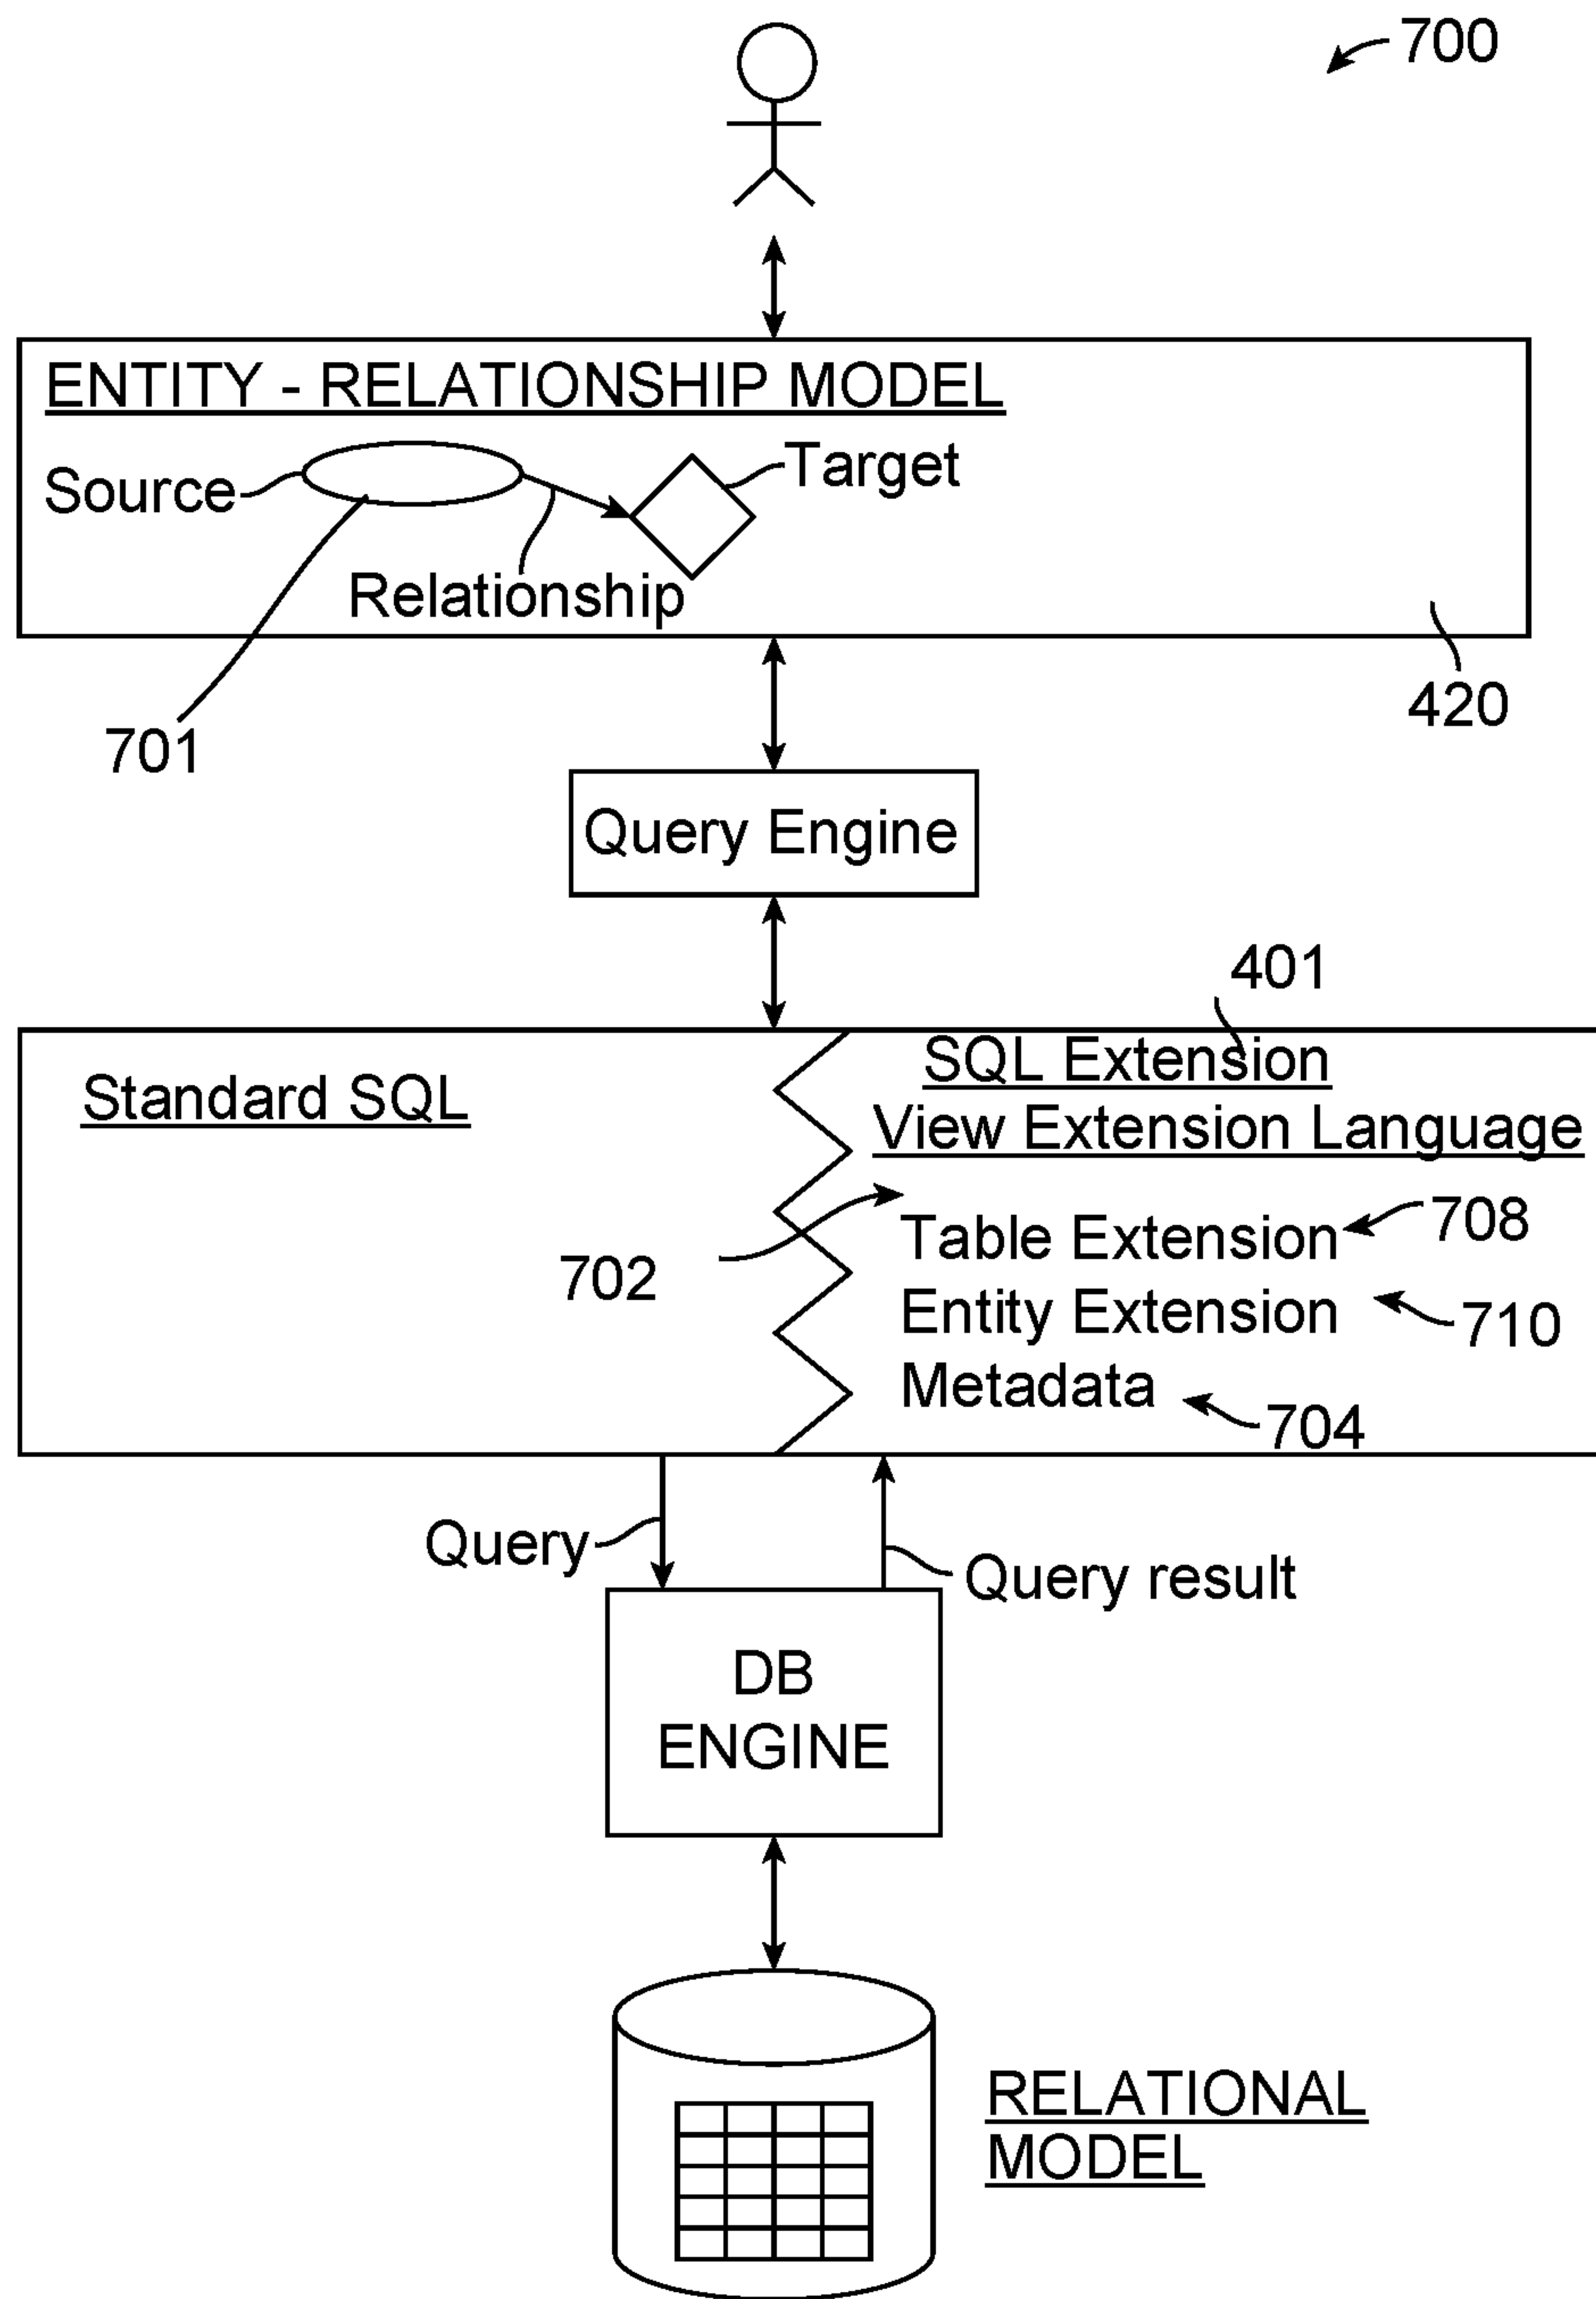 700
ENTITY - RELATIONSHIP MODEL
Source
Target
Relationship
701
420
Query Engine
401
Standard SQL
SQL Extension
View Extension Language
702
Table Extension
708
Entity Extension
710
Metadata
704
Query
Query result
DB
ENGINE
RELATIONAL
MODEL